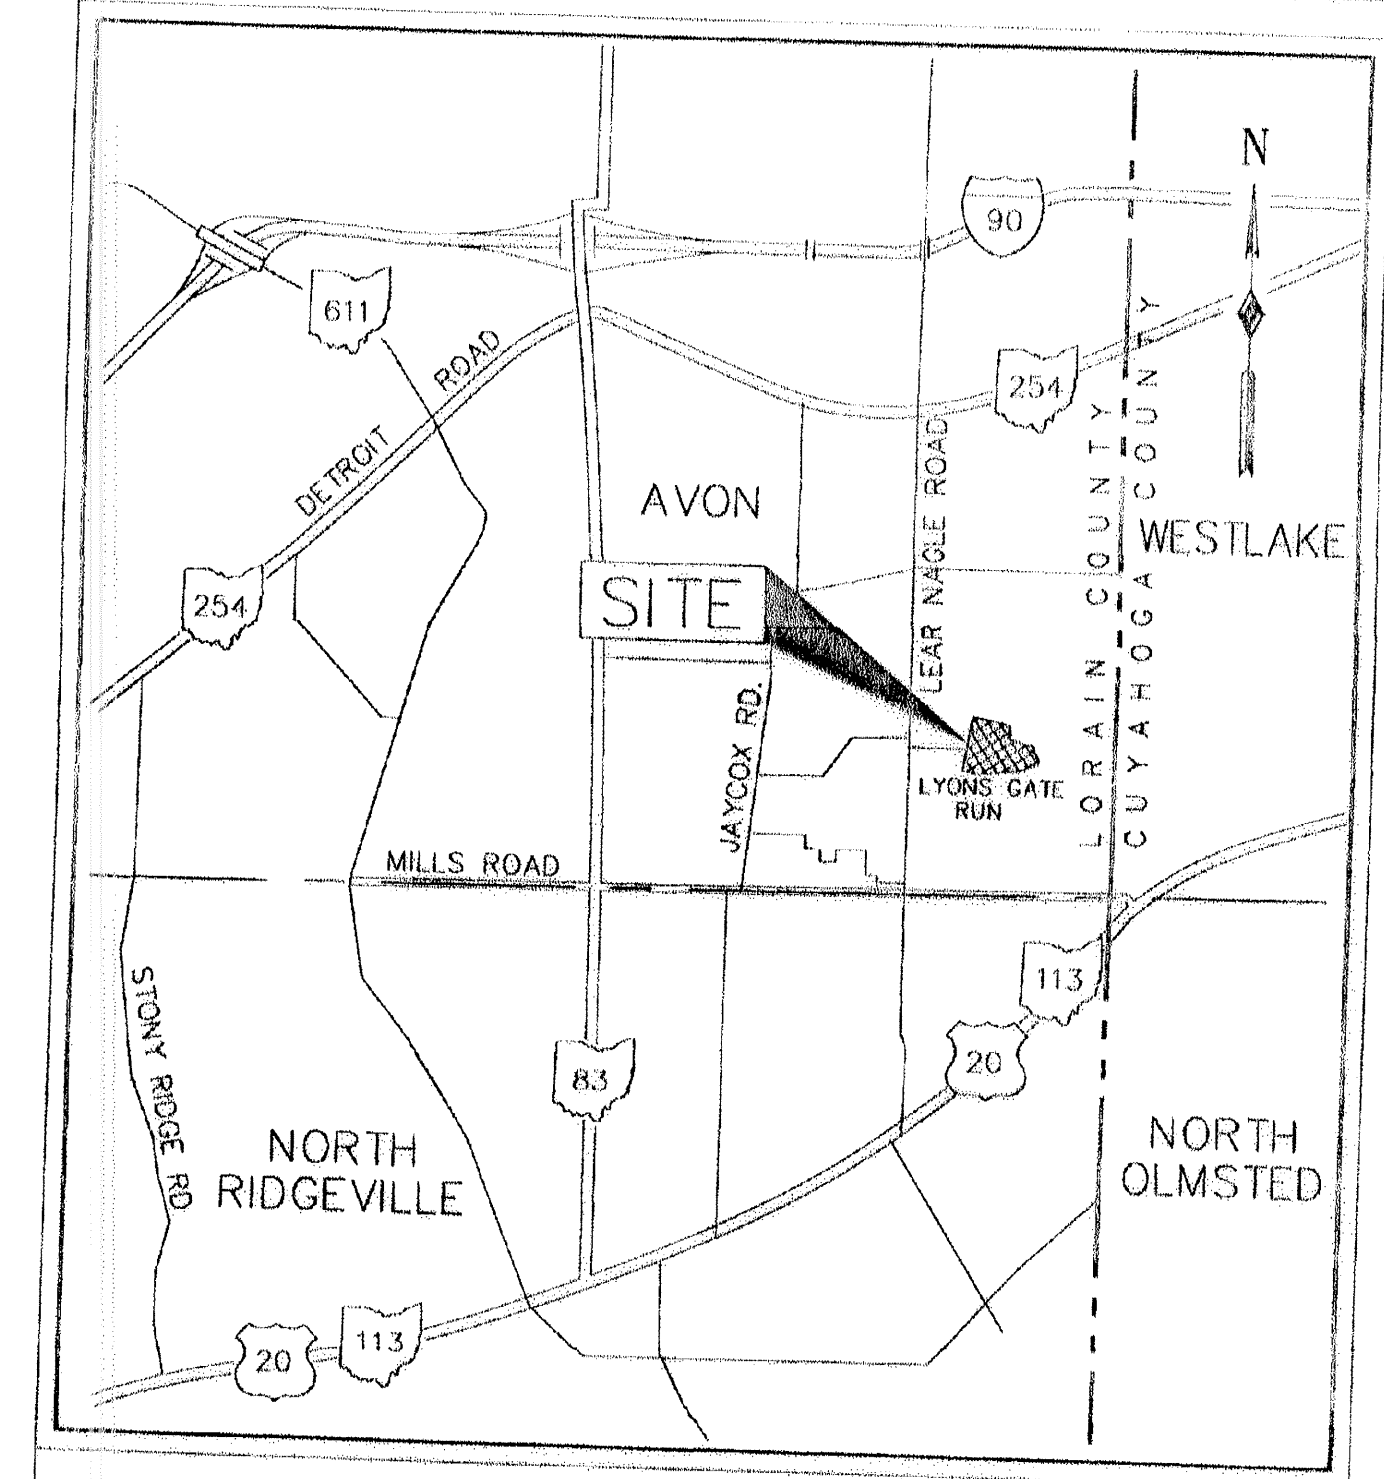 N
90
611
254
DETROIT ROAD
AVON
LEAR NAGLE ROAD
LORAIN COUNTY
CUYAHOGA COUNTY
WESTLAKE
254
SITE
JAYCOX RD.
LYONS GATE
RUN
MILLS ROAD
STONY RIDGE RD
113
20
83
NORTH
RIDGEVILLE
NORTH
OLMSTED
113
20